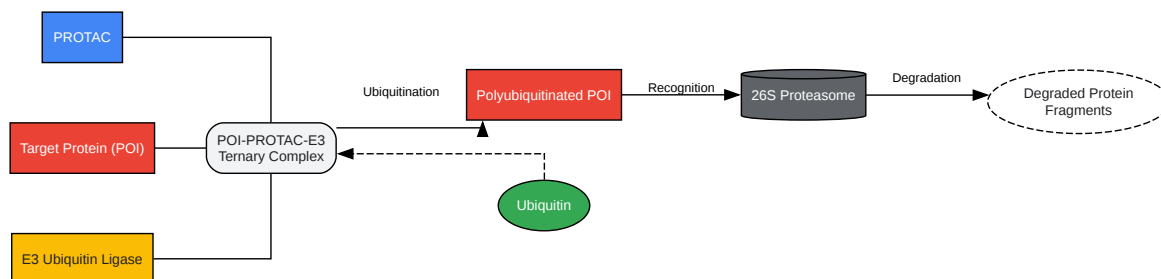 PROTAC
Target Protein (POI)
E3 Ubiquitin Ligase
POI-PROTAC-E3
Ternary Complex
Ubiquitination
Polyubiquitinated POI
Ubiquitin
Recognition
26S Proteasome
Degradation
Degraded Protein
Fragments